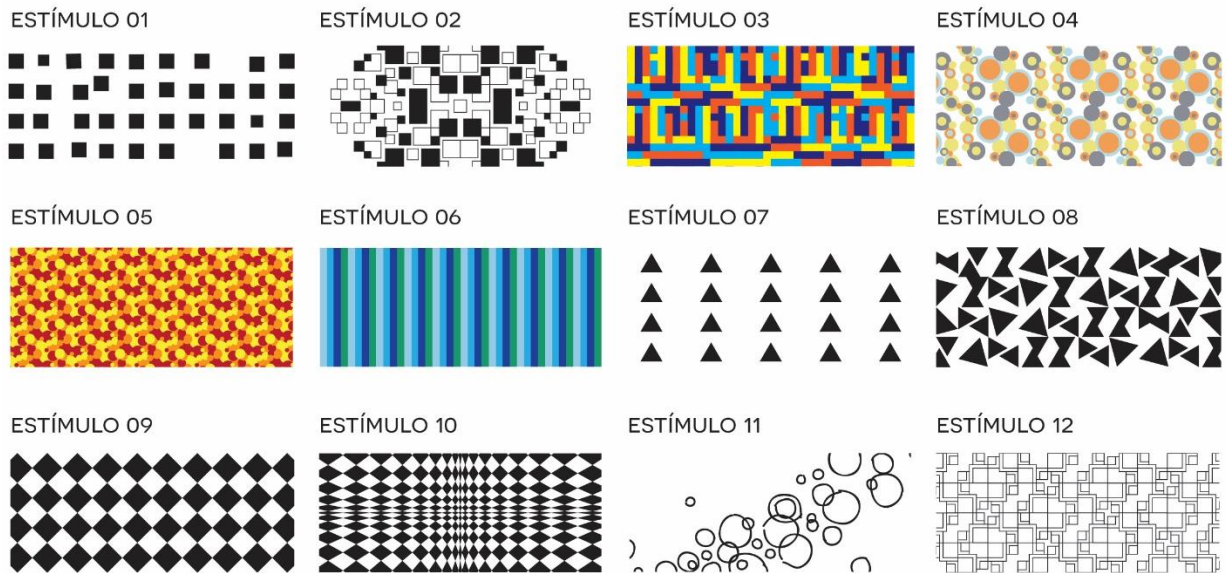 ESTÍMULO 01
ESTÍMULO 02
ESTÍMULO 03
ESTÍMULO 04
ESTÍMULO 05
ESTÍMULO 06
ESTÍMULO 07
ESTÍMULO 08
ESTÍMULO 09
ESTÍMULO 10
ESTÍMULO 11
ESTÍMULO 12